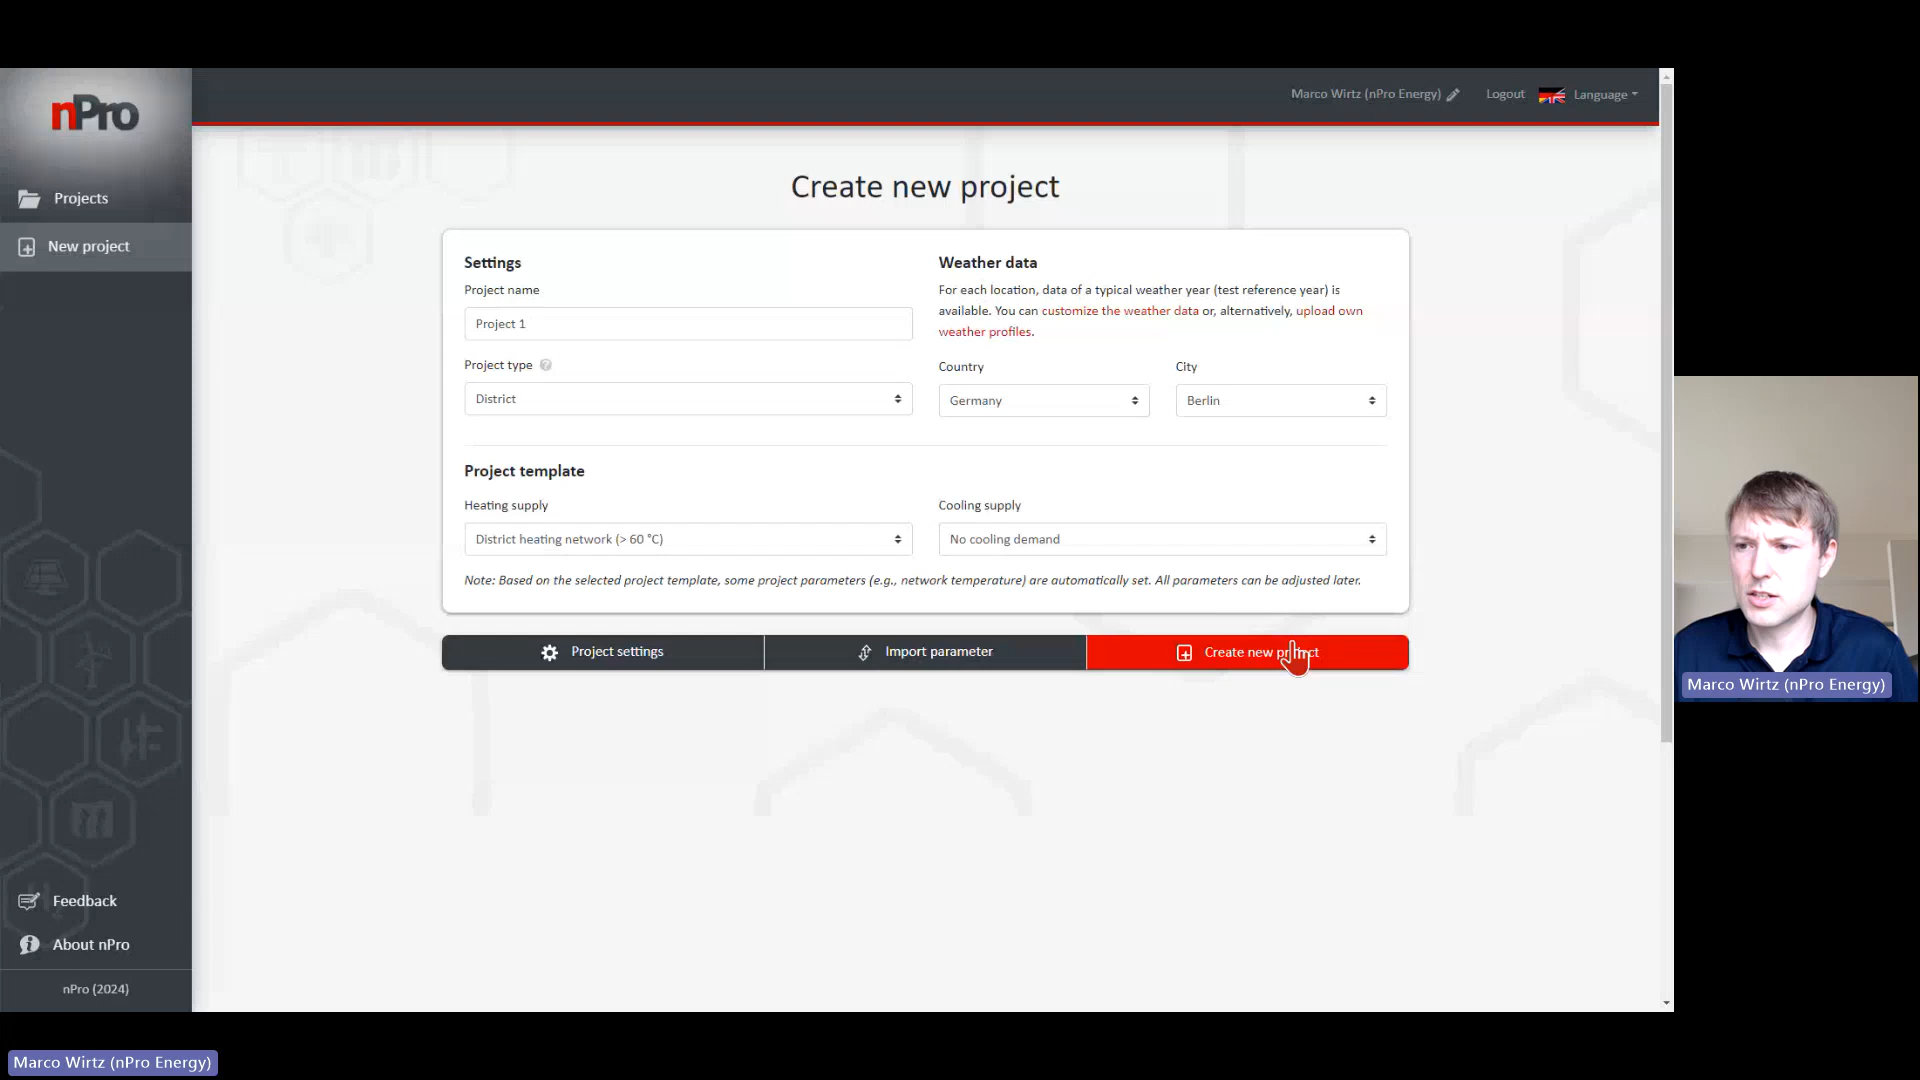 nPro
Projects
New project
Feedback
About nPro
nPro (2024)
Marco Wirtz (nPro Energy)
Logout
Language
Create new project
Settings
Project name
Project 1
Project type
District
Weather data
For each location, data of a typical weather year (test reference year) is
available. You can customize the weather data or, alternatively, upload own
weather profiles.
Country
City
Germany
Berlin
Project template
Heating supply
Cooling supply
District heating network (> 60 °C)
No cooling demand
Note: Based on the selected project template, some project parameters (e.g., network temperature) are automatically set. All parameters can be adjusted later.
Project settings
Import parameter
Create new project
Marco Wirtz (nPro Energy)
Marco Wirtz (nPro Energy)